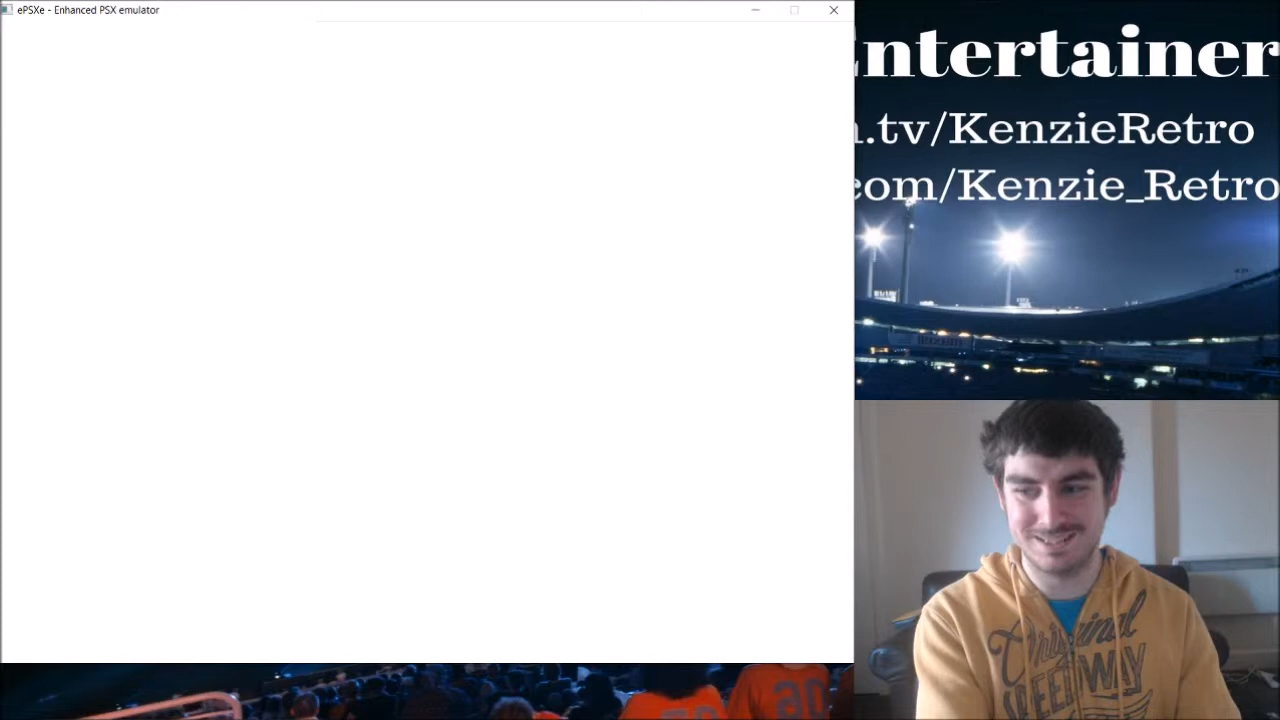 ePSXe - Enhanced PSX emulator
ntertainer
.tv/KenzieRetro
com/Kenzie_Retro
Original
SPEEDWAY